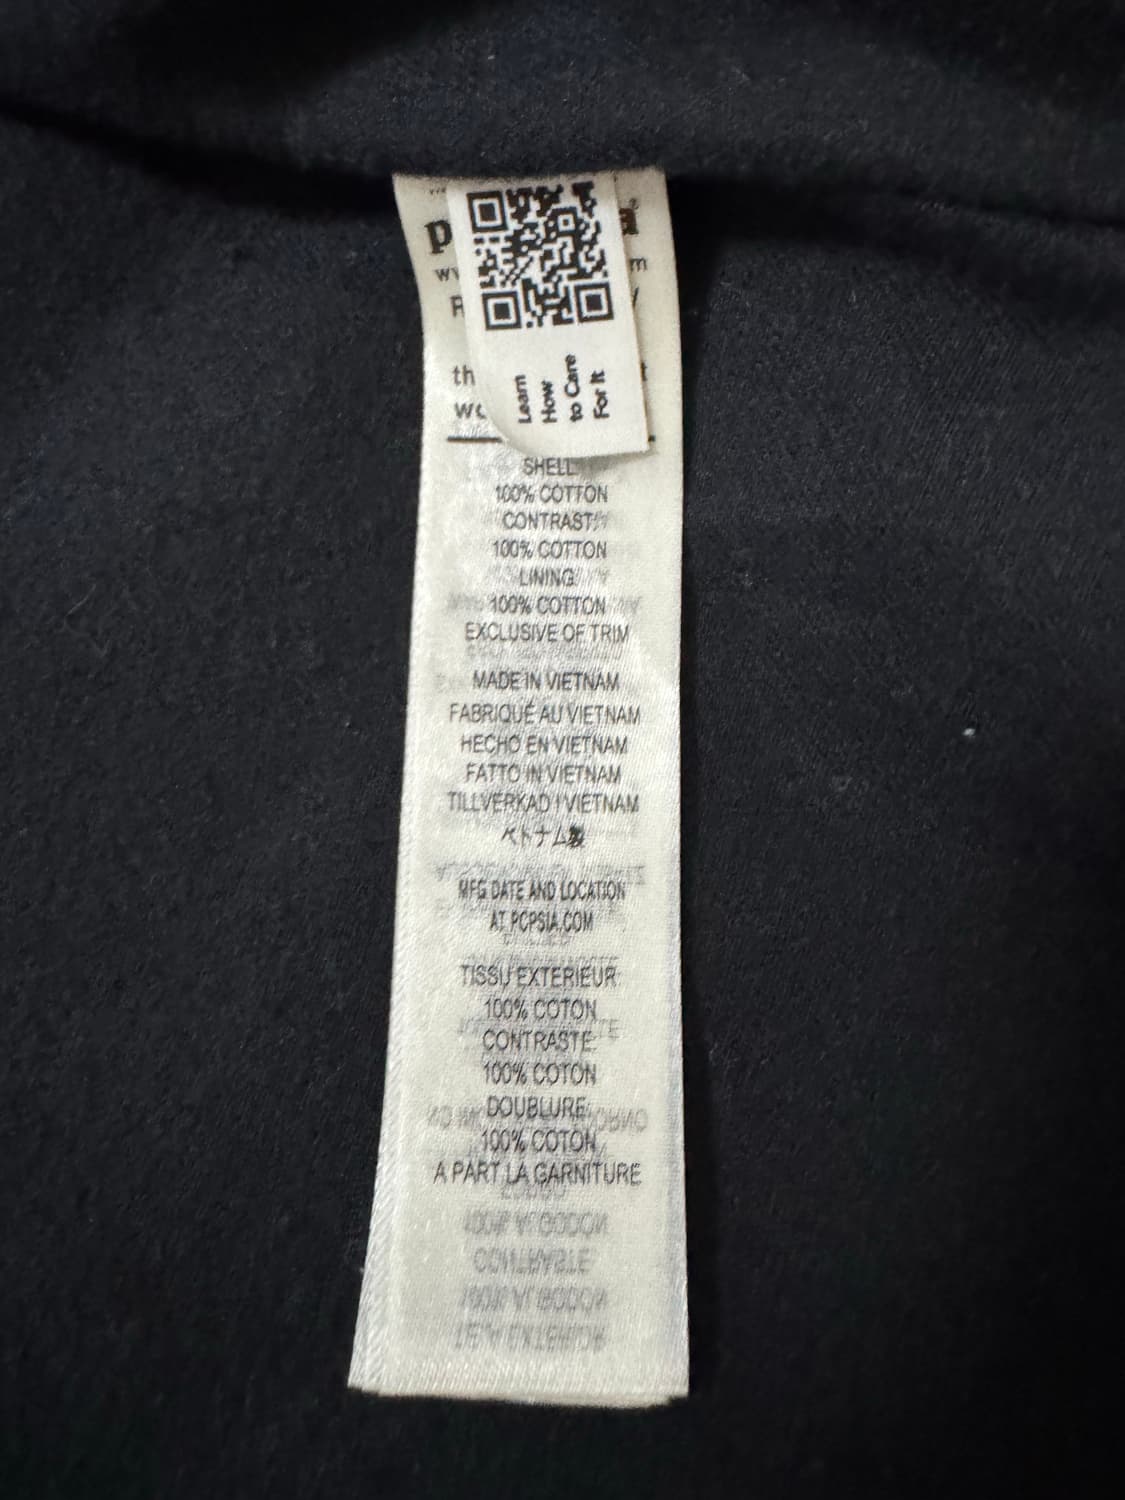 Learn
How
to Care
For It
SHELL:
100% COTTON
CONTRAST:
100% COTTON
LINING:
100% COTTON
EXCLUSIVE OF TRIM
MADE IN VIETNAM
FABRIQUÉ AU VIETNAM
HECHO EN VIETNAM
FATTO IN VIETNAM
TILLVERKAD I VIETNAM
ベトナム製
MFG DATE AND LOCATION
AT PCPSIA.COM
TISSU EXTERIEUR:
100% COTON
CONTRASTE:
100% COTON
DOUBLURE:
100% COTON
A PART LA GARNITURE